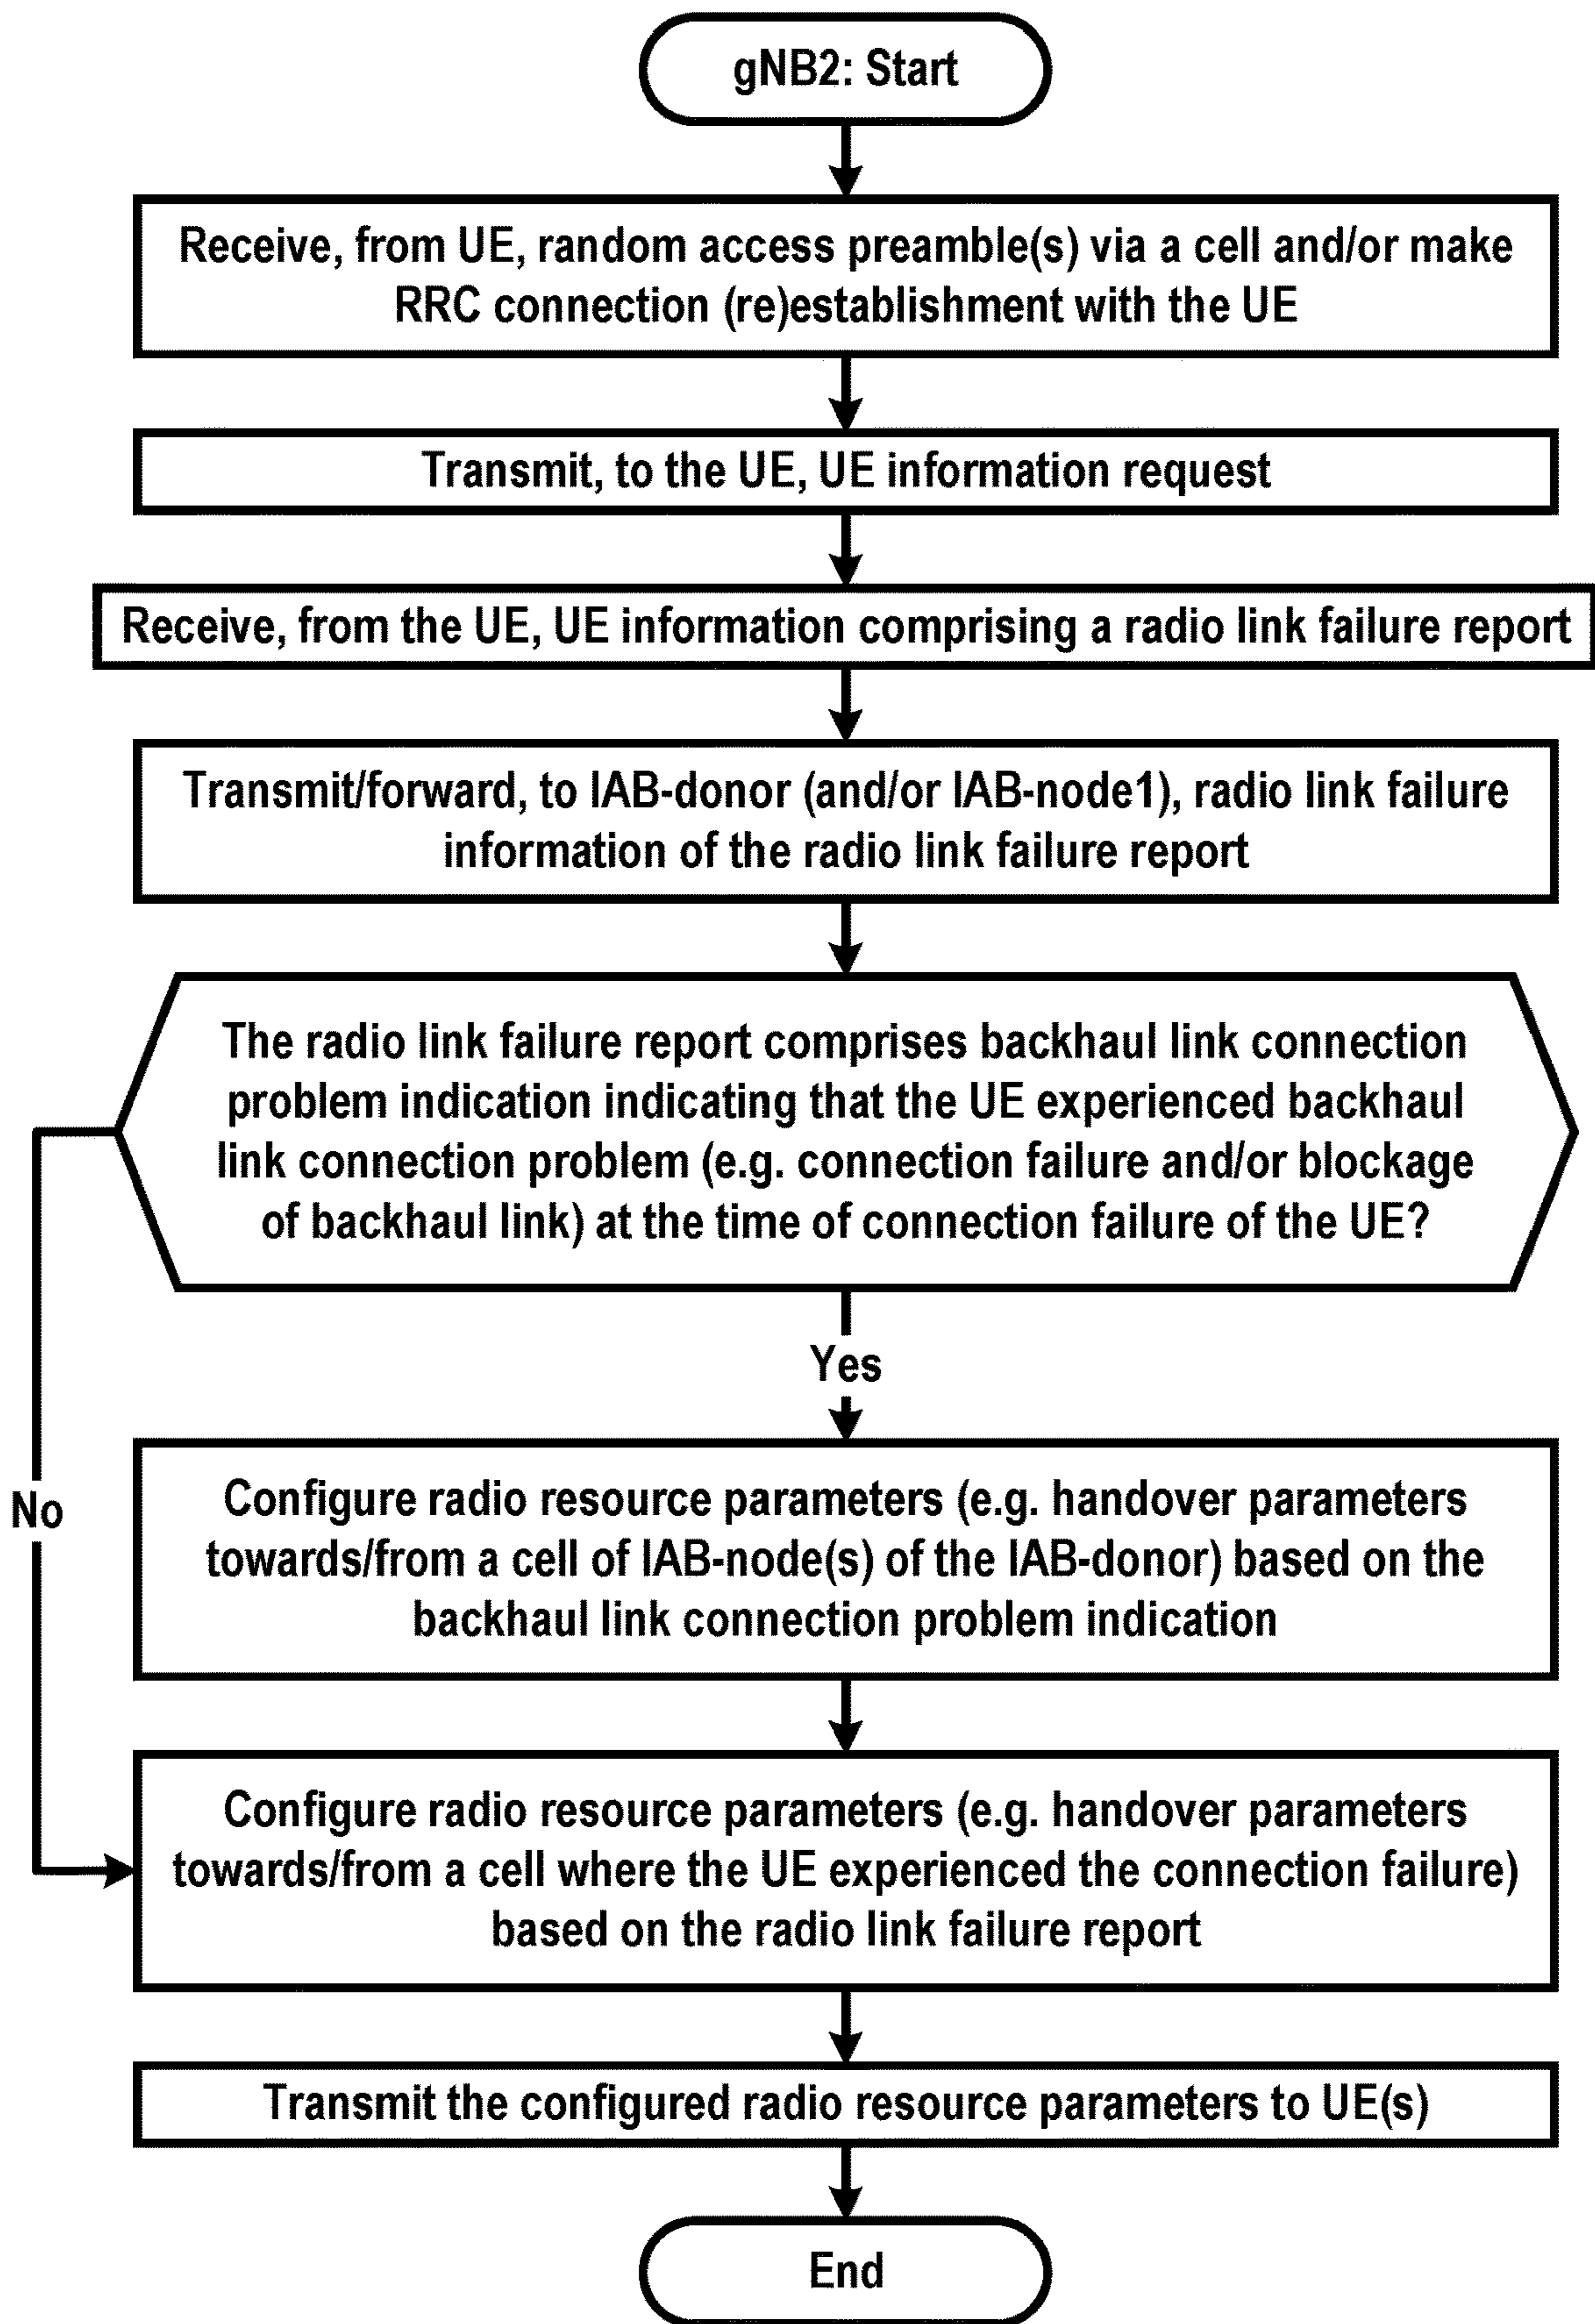 gNB2: Start
Receive, from UE, random access preamble(s) via a cell and/or make
RRC connection (re)establishment with the UE
Transmit, to the UE, UE information request
Receive, from the UE, UE information comprising a radio link failure report
Transmit/forward, to IAB-donor (and/or IAB-node1), radio link failure
information of the radio link failure report
The radio link failure report comprises backhaul link connection
problem indication indicating that the UE experienced backhaul
link connection problem (e.g. connection failure and/or blockage
of backhaul link) at the time of connection failure of the UE?
Yes
No
Configure radio resource parameters (e.g. handover parameters
towards/from a cell of IAB-node(s) of the IAB-donor) based on the
backhaul link connection problem indication
Configure radio resource parameters (e.g. handover parameters
towards/from a cell where the UE experienced the connection failure)
based on the radio link failure report
Transmit the configured radio resource parameters to UE(s)
End